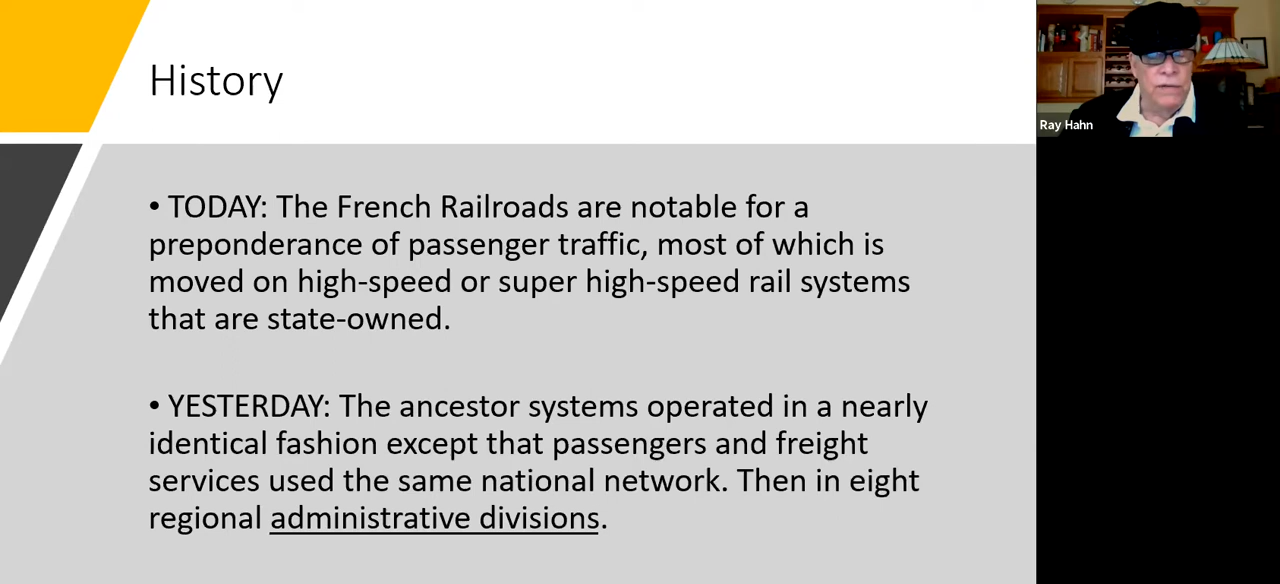 History
• TODAY: The French Railroads are notable for a
preponderance of passenger traffic, most of which is
moved on high-speed or super high-speed rail systems
that are state-owned.
• YESTERDAY: The ancestor systems operated in a nearly
identical fashion except that passengers and freight
services used the same national network. Then in eight
regional administrative divisions.
Ray Hahn